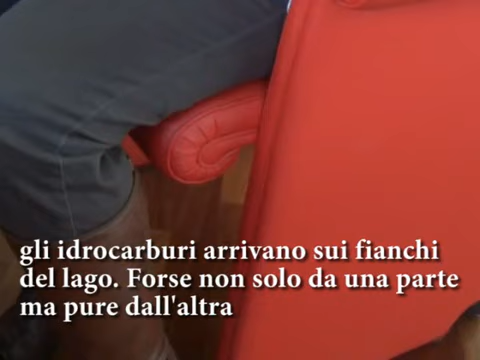 gli idrocarburi arrivano sui fianchi
del lago. Forse non solo da una parte
ma pure dall'altra